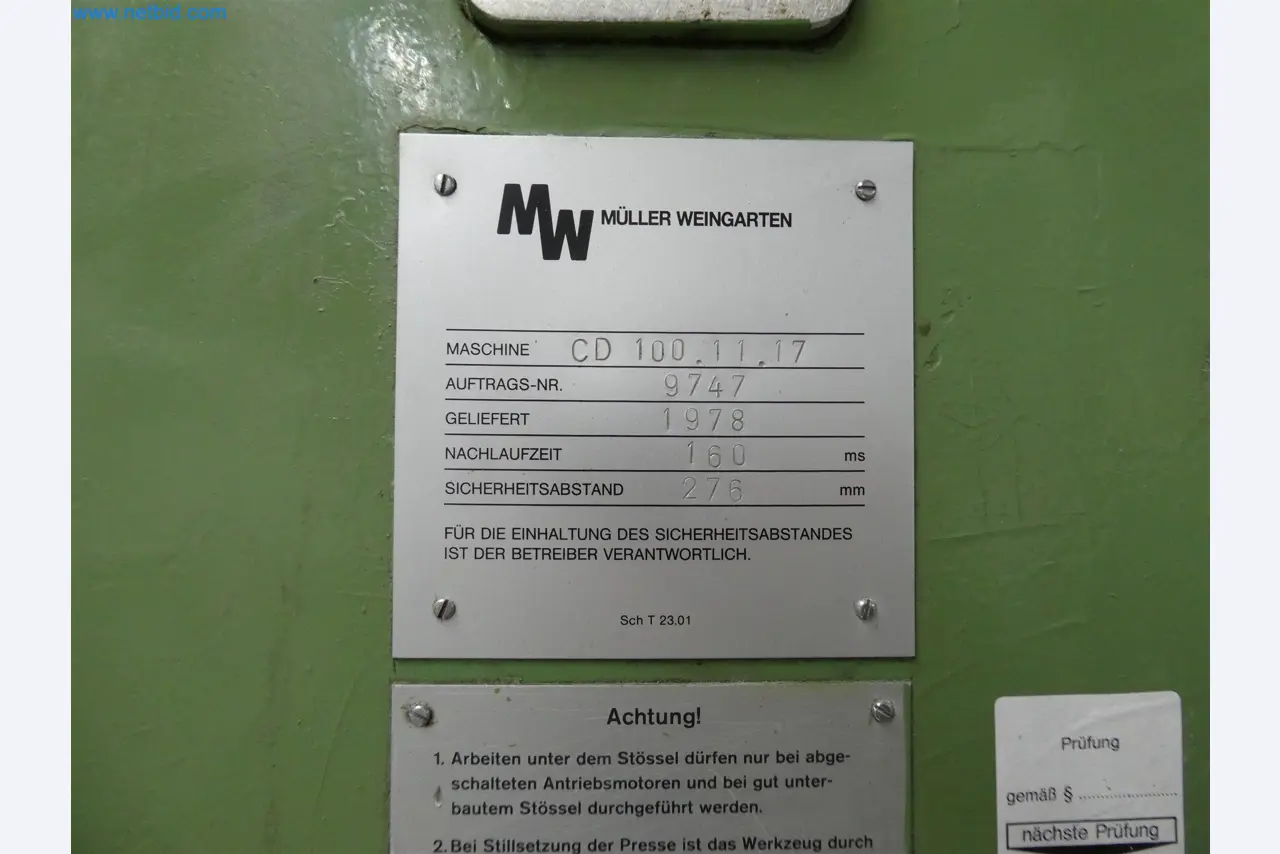 www.netbid.com
MW MÜLLER WEINGARTEN
MASCHINE CD 100.11.17
AUFTRAGS-NR. 9747
GELIEFERT 1978
NACHLAUFZEIT 160 ms
SICHERHEITSABSTAND 276 mm
FÜR DIE EINHALTUNG DES SICHERHEITSABSTANDES
IST DER BETREIBER VERANTWORTLICH.
Sch T 23.01
Achtung!
1. Arbeiten unter dem Stössel dürfen nur bei abge-
schalteten Antriebsmotoren und bei gut unter-
bautem Stössel durchgeführt werden.
2. Bei Stillsetzung der Presse ist das Werkzeug durch
Prüfung
gemäß § ....................
nächste Prüfung